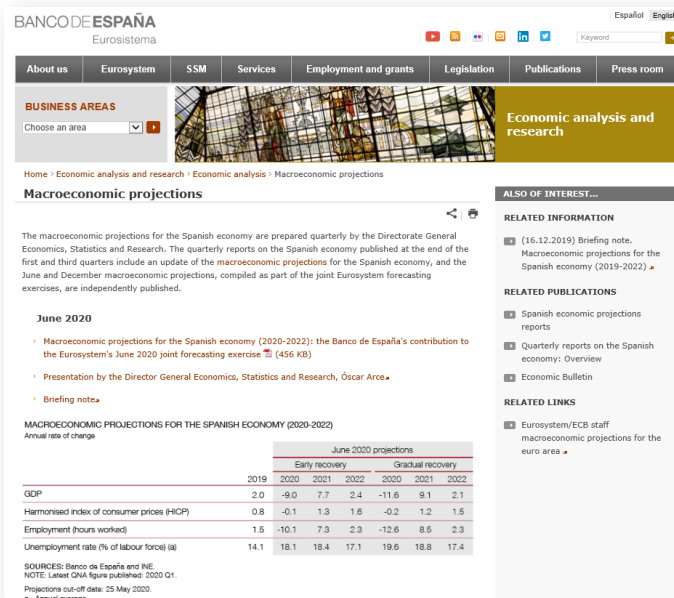 BANCO DE ESPAÑA
Eurosistema
Español English
Keyword
About us Eurosystem SSM Services Employment and grants Legislation Publications Press room
BUSINESS AREAS
Choose an area
Economic analysis and
research
Home › Economic analysis and research › Economic analysis › Macroeconomic projections
Macroeconomic projections
The macroeconomic projections for the Spanish economy are prepared quarterly by the Directorate General
Economics, Statistics and Research. The quarterly reports on the Spanish economy published at the end of the
first and third quarters include an update of the macroeconomic projections for the Spanish economy, and the
June and December macroeconomic projections, compiled as part of the joint Eurosystem forecasting
exercises, are independently published.
June 2020
Macroeconomic projections for the Spanish economy (2020-2022): the Banco de España's contribution to
the Eurosystem's June 2020 joint forecasting exercise (456 KB)
Presentation by the Director General Economics, Statistics and Research, Óscar Arce
Briefing note
MACROECONOMIC PROJECTIONS FOR THE SPANISH ECONOMY (2020-2022)
Annual rate of change
June 2020 projections
Early recovery Gradual recovery
2019 2020 2021 2022 2020 2021 2022
GDP 2.0 -9.0 7.7 2.4 -11.6 9.1 2.1
Harmonised index of consumer prices (HICP) 0.8 -0.1 1.3 1.6 -0.2 1.2 1.5
Employment (hours worked) 1.5 -10.1 7.3 2.3 -12.6 8.5 2.3
Unemployment rate (% of labour force) (a) 14.1 18.1 18.4 17.1 19.6 18.8 17.4
SOURCES: Banco de España and INE.
NOTE: Latest QNA figure published: 2020 Q1.
Projections cut-off date: 25 May 2020.
a Annual average
ALSO OF INTEREST...
RELATED INFORMATION
(16.12.2019) Briefing note.
Macroeconomic projections for the
Spanish economy (2019-2022)
RELATED PUBLICATIONS
Spanish economic projections
reports
Quarterly reports on the Spanish
economy: Overview
Economic Bulletin
RELATED LINKS
Eurosystem/ECB staff
macroeconomic projections for the
euro area